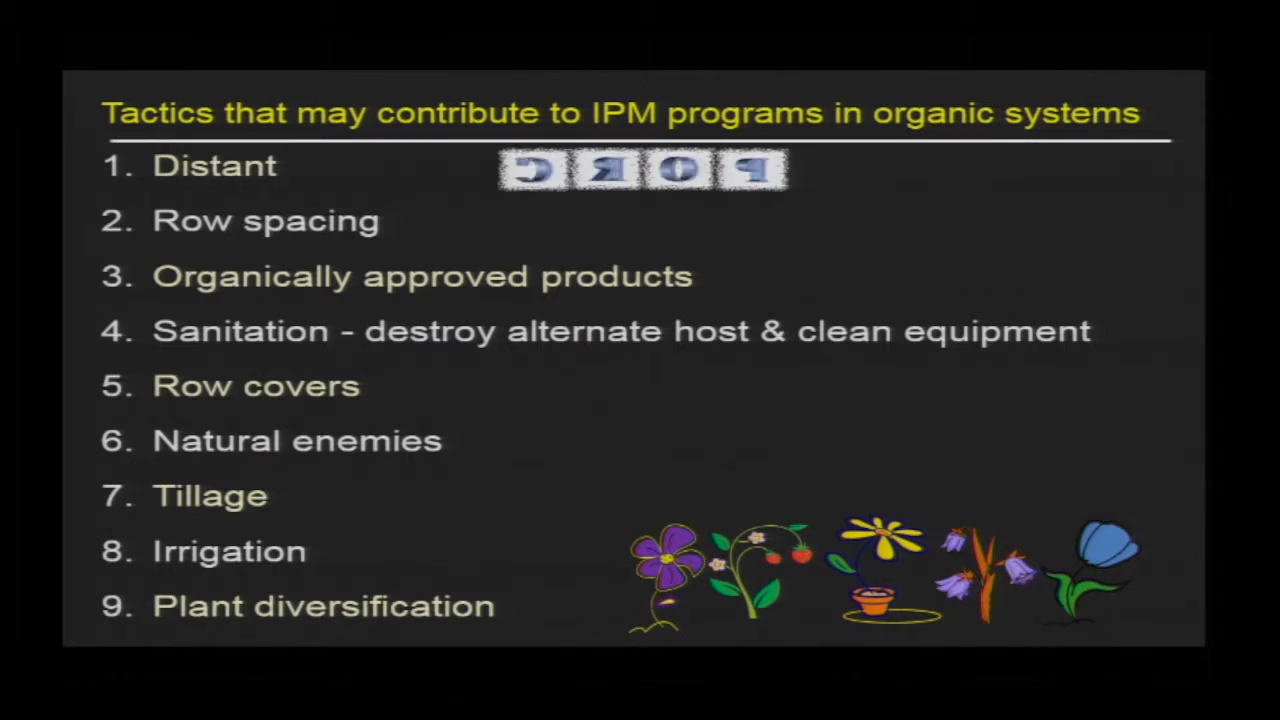 Tactics that may contribute to IPM programs in organic systems
1. Distant
CROP
2. Row spacing
3. Organically approved products
4. Sanitation - destroy alternate host & clean equipment
5. Row covers
6. Natural enemies
7. Tillage
8. Irrigation
9. Plant diversification